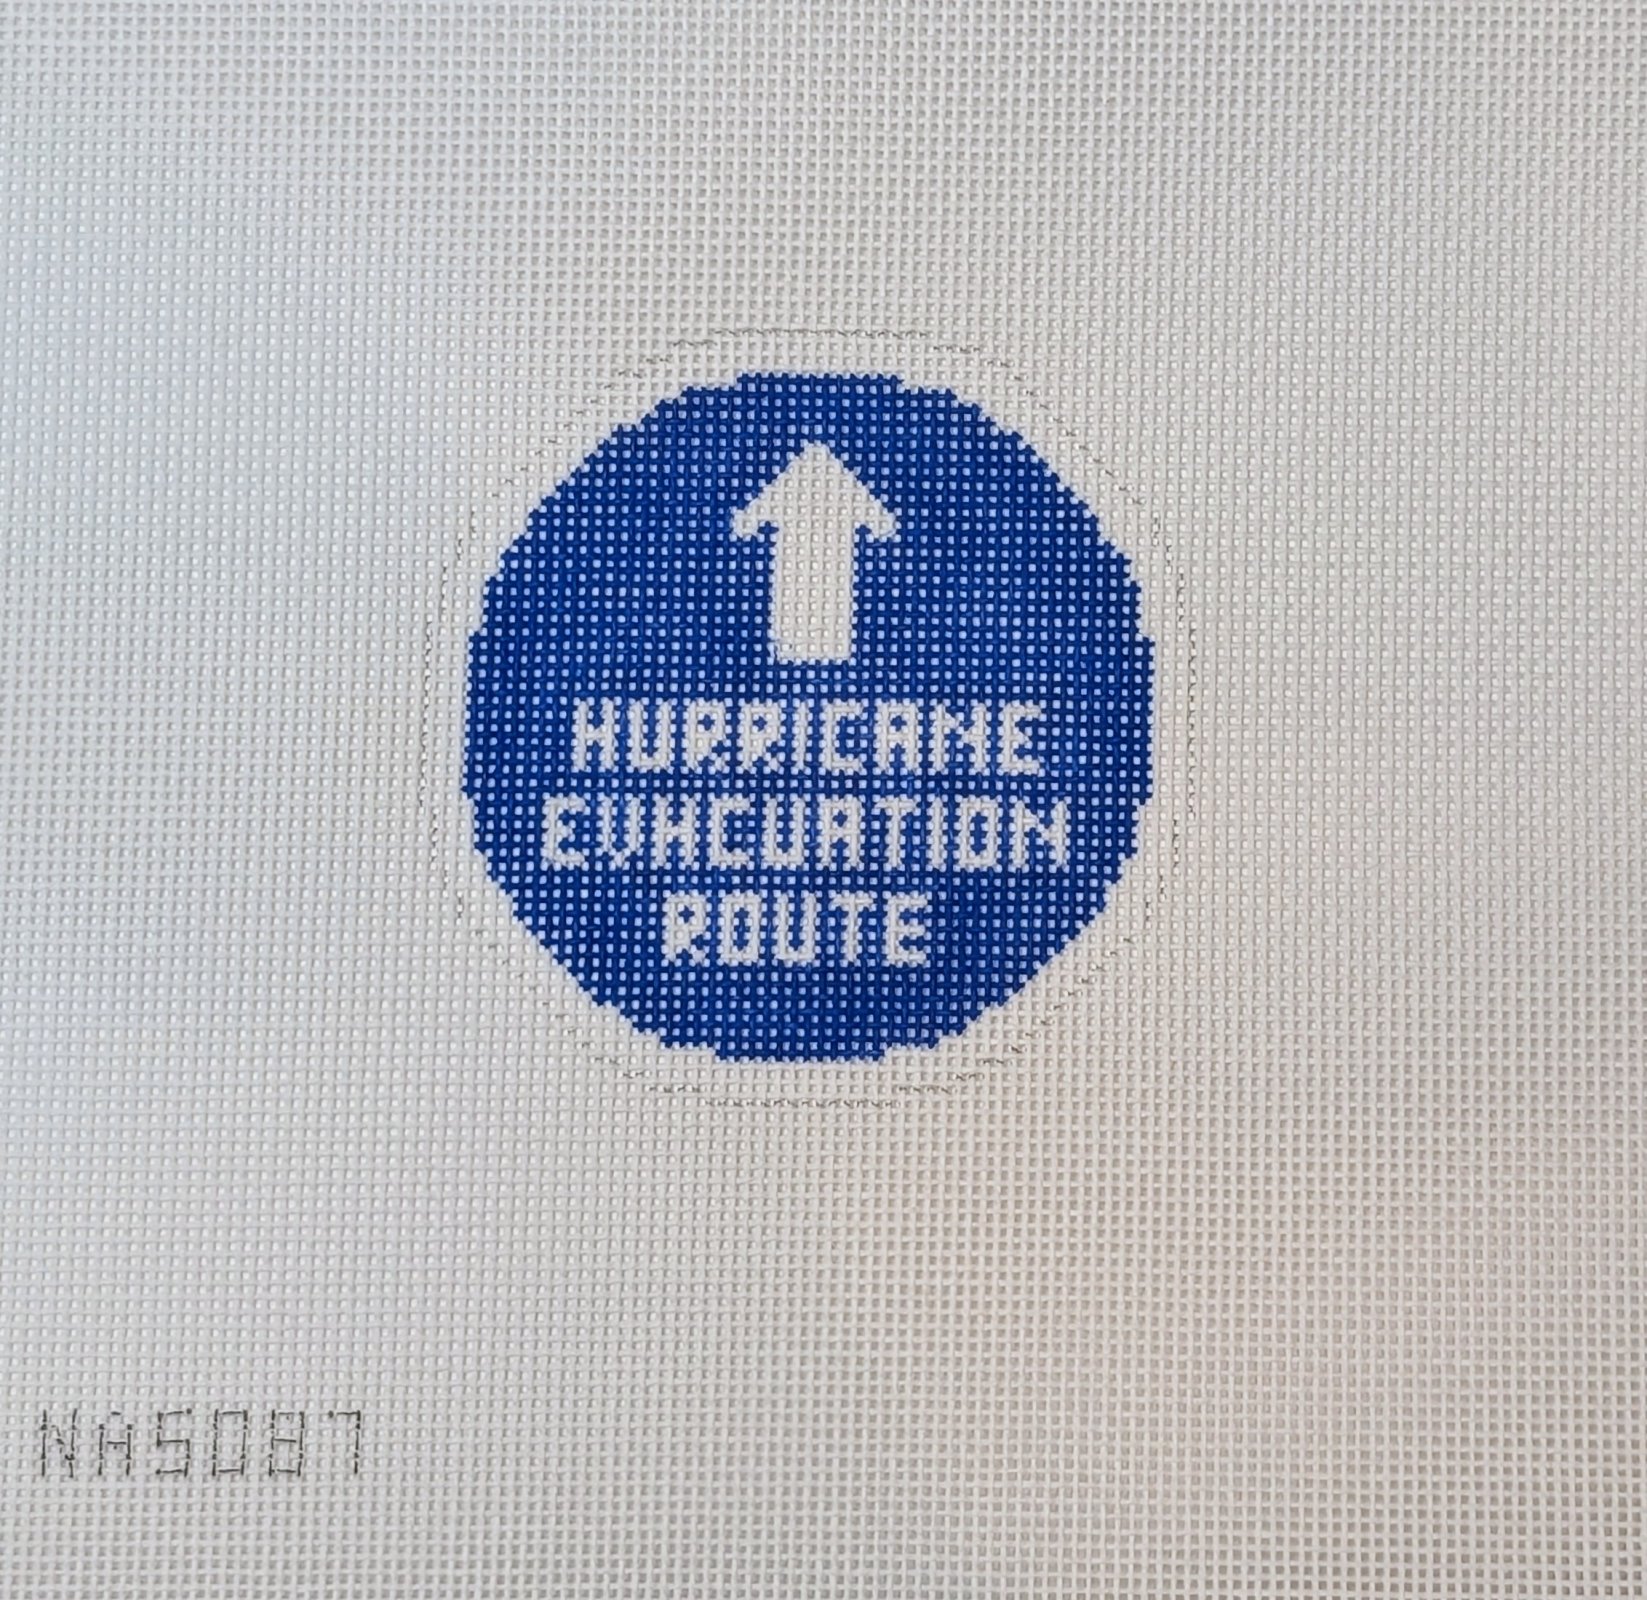 HURRICANE
EVACUATION
ROUTE
NAS087